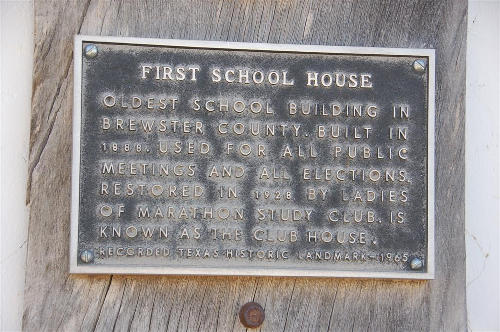 FIRST SCHOOL HOUSE
OLDEST SCHOOL BUILDING IN
BREWSTER COUNTY. BUILT IN
1888. USED FOR ALL PUBLIC
MEETINGS AND ALL ELECTIONS.
RESTORED IN 1928 BY LADIES
OF MARATHON STUDY CLUB. IS
KNOWN AS THE CLUB HOUSE.
RECORDED TEXAS HISTORIC LANDMARK-1965